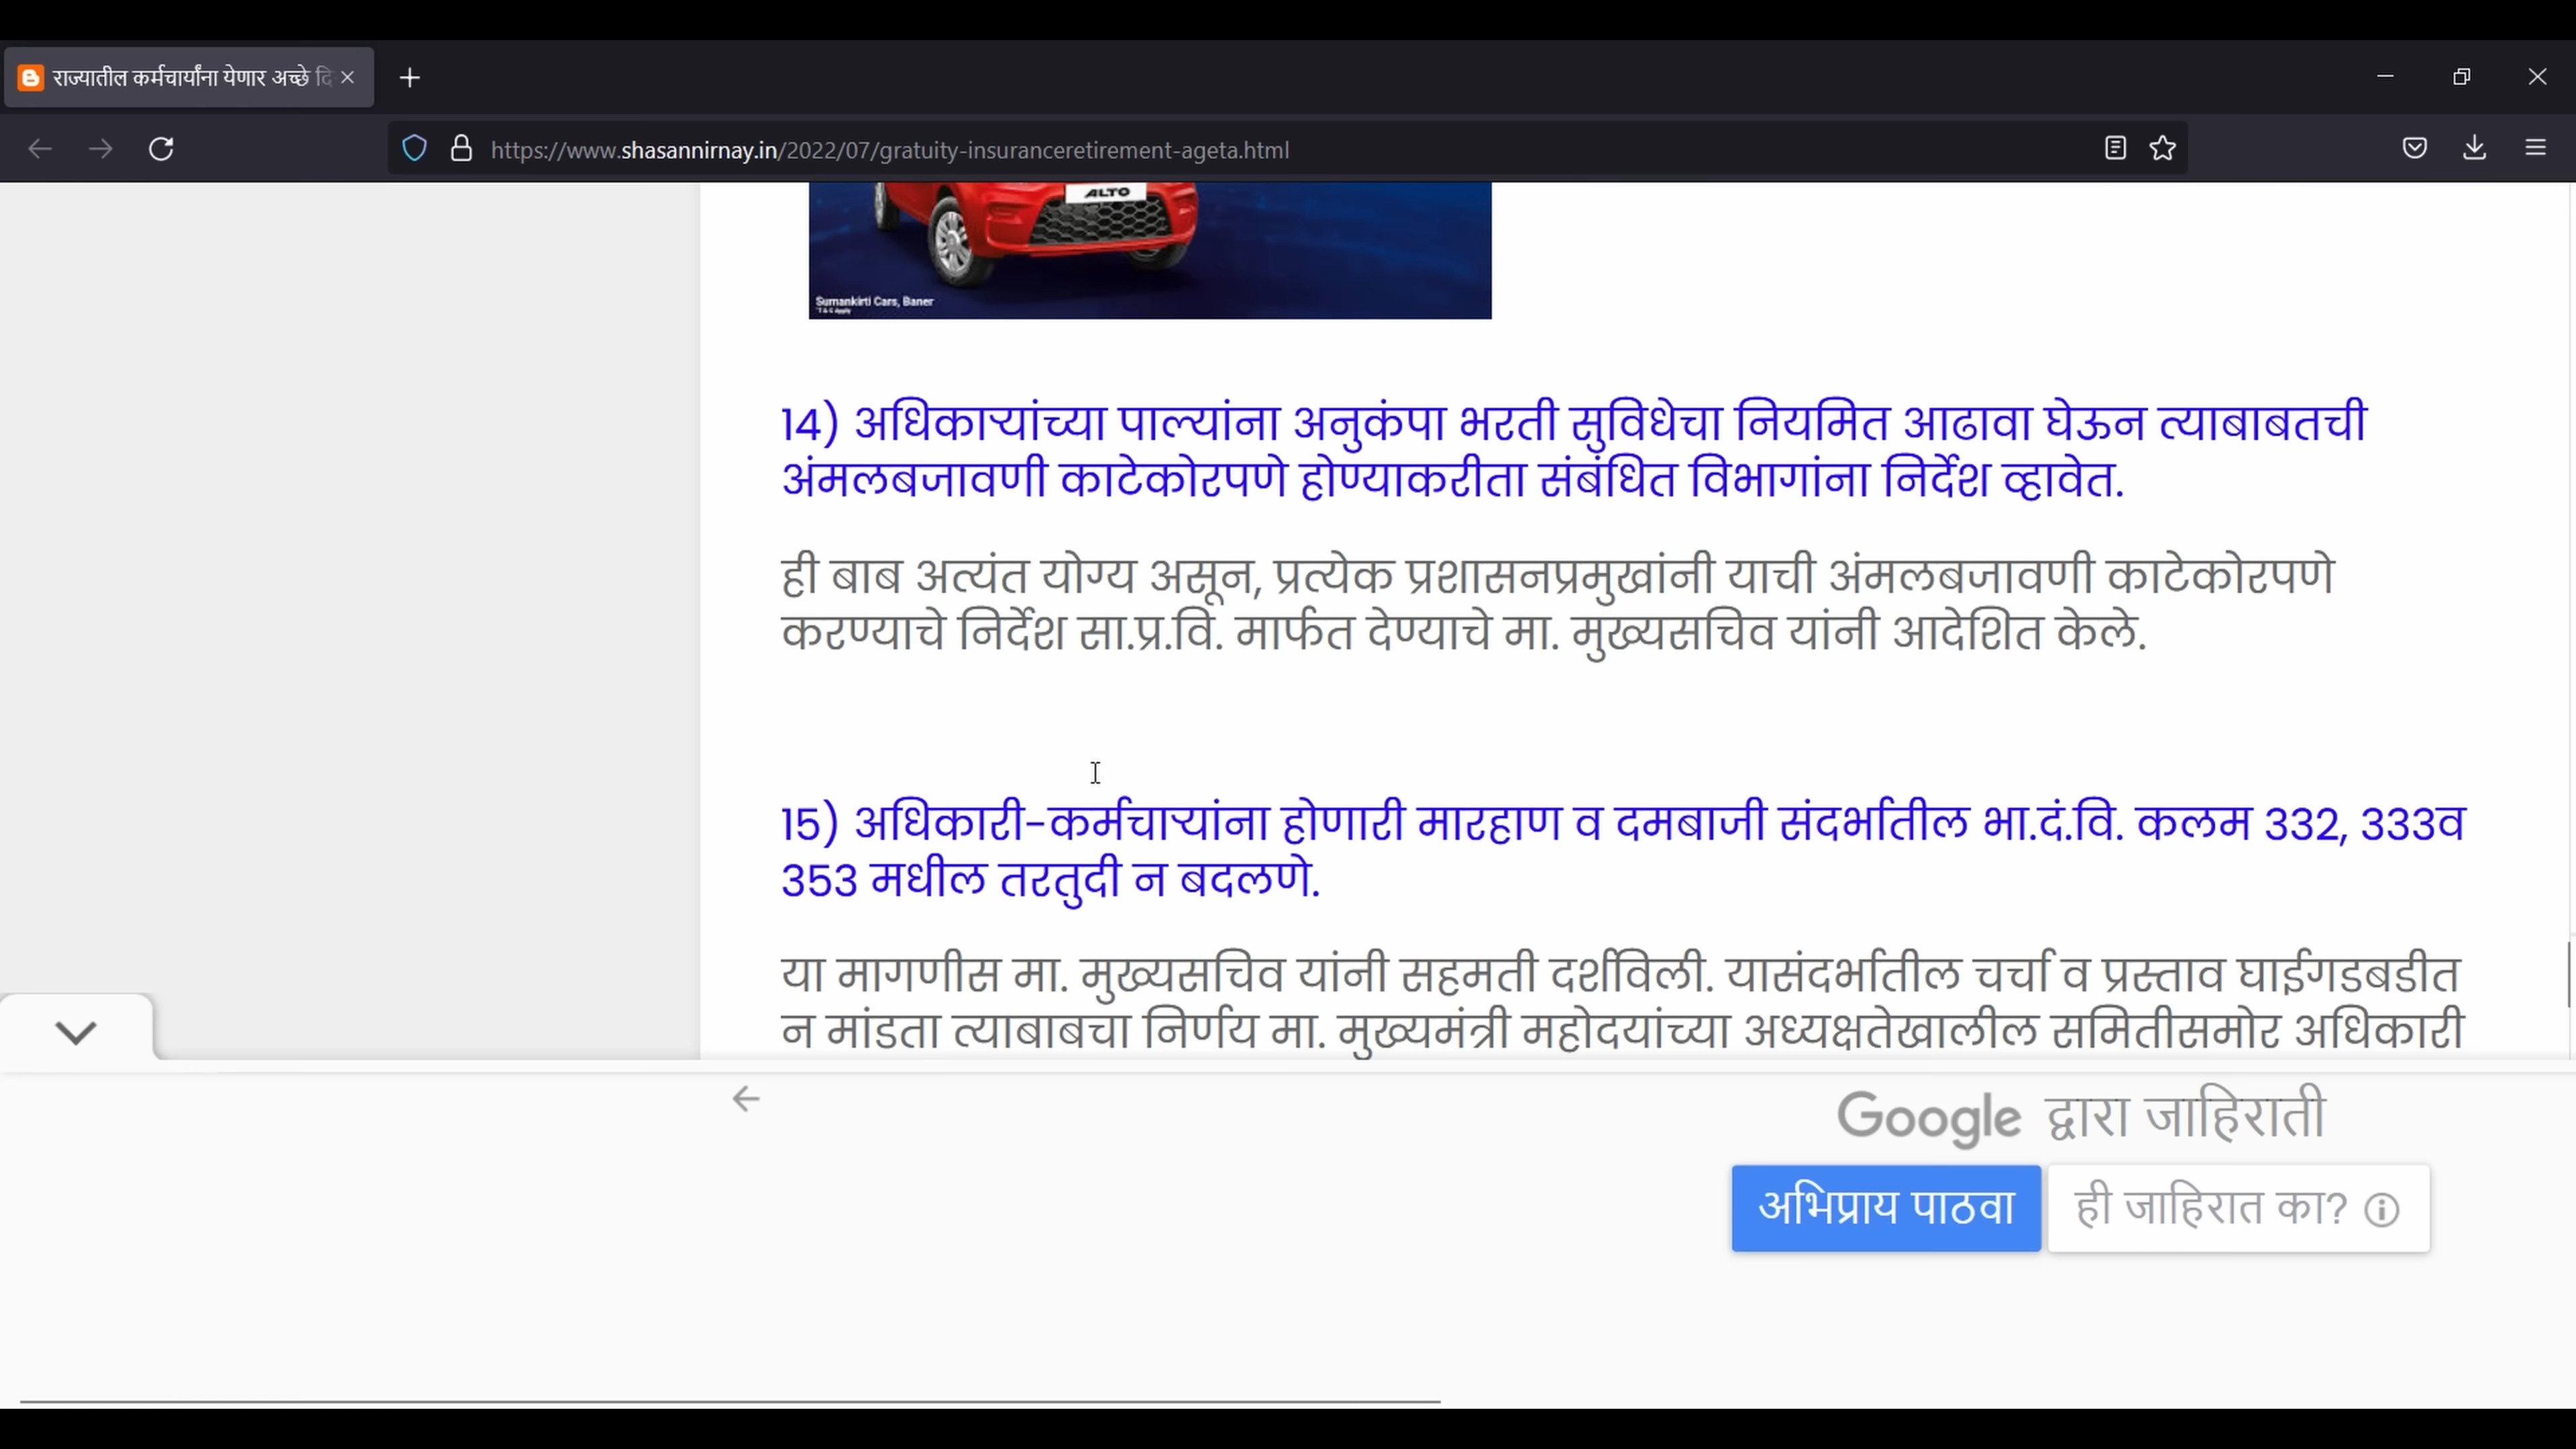 राज्यातील कर्मचार्यांना येणार अच्छे दि
https://www.shasannirnay.in/2022/07/gratuity-insuranceretirement-ageta.html
ALTO
Sumankirti Cars, Baner
*T & C Apply
14) अधिकाऱ्यांच्या पाल्यांना अनुकंपा भरती सुविधेचा नियमित आढावा घेऊन त्याबाबतची
अंमलबजावणी काटेकोरपणे होण्याकरीता संबंधित विभागांना निर्देश व्हावेत.
ही बाब अत्यंत योग्य असून, प्रत्येक प्रशासनप्रमुखांनी याची अंमलबजावणी काटेकोरपणे
करण्याचे निर्देश सा.प्र.वि. मार्फत देण्याचे मा. मुख्यसचिव यांनी आदेशित केले.
15) अधिकारी-कर्मचाऱ्यांना होणारी मारहाण व दमबाजी संदर्भातील भा.दं.वि. कलम 332, 333व
353 मधील तरतुदी न बदलणे.
या मागणीस मा. मुख्यसचिव यांनी सहमती दर्शविली. यासंदर्भातील चर्चा व प्रस्ताव घाईगडबडीत
न मांडता त्याबाबचा निर्णय मा. मुख्यमंत्री महोदयांच्या अध्यक्षतेखालील समितीसमोर अधिकारी
Google द्वारा जाहिराती
अभिप्राय पाठवा
ही जाहिरात का?